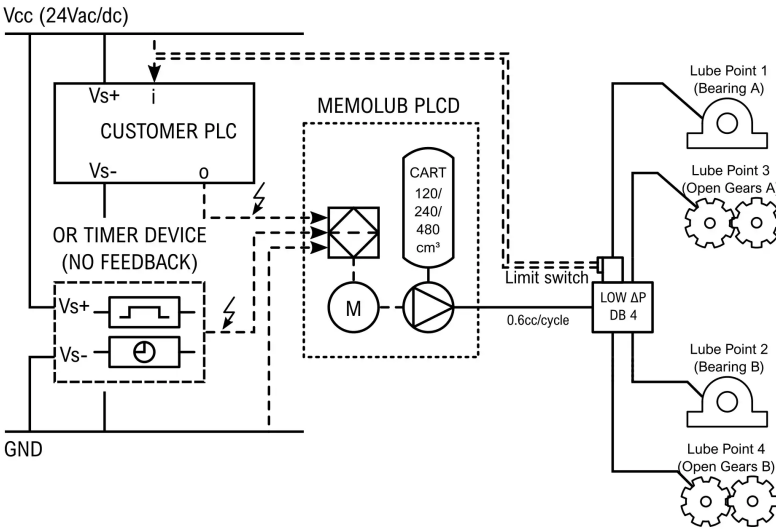 Vcc (24Vac/dc)
Vs+
i
CUSTOMER PLC
Vs-
o
OR TIMER DEVICE
(NO FEEDBACK)
Vs+
Vs-
GND
MEMOLUB PLCD
CART
120/
240/
480
cm³
M
0.6cc/cycle
Limit switch
LOW ΔP
DB 4
Lube Point 1
(Bearing A)
Lube Point 3
(Open Gears A)
Lube Point 2
(Bearing B)
Lube Point 4
(Open Gears B)